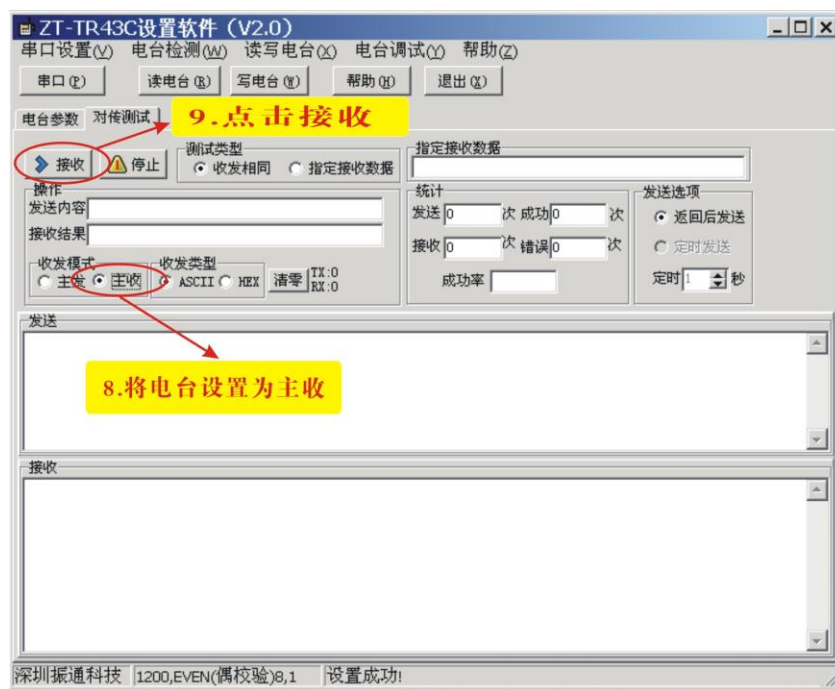 ZT-TR43C设置软件（V2.0）
串口设置(V) 电台检测(W) 读写电台(X) 电台调试(Y) 帮助(Z)
串口(P) 读电台(R) 写电台(W) 帮助(H) 退出(X)
电台参数 对传测试
9.点击接收
接收 停止
测试类型
收发相同 指定接收数据
指定接收数据
操作
发送内容
接收结果
收发模式
主发 主收
收发类型
ASCII HEX
清零
TX:0
RX:0
统计
发送 0 次 成功 0 次
接收 0 次 错误 0 次
成功率
发送选项
返回后发送
定时发送
定时 1 秒
发送
8.将电台设置为主收
接收
深圳振通科技 1200,EVEN(偶校验)8,1 设置成功!